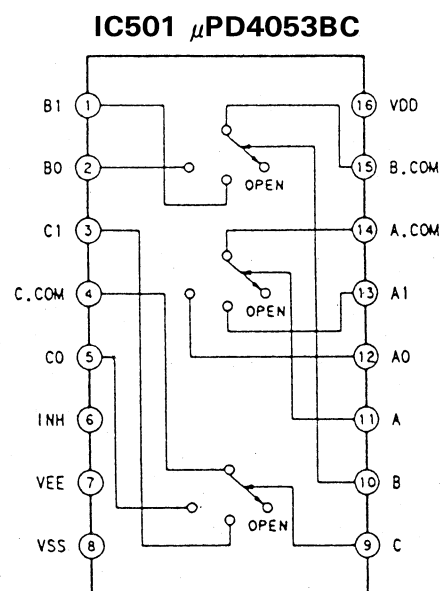 IC501 μPD4053BC
B1 1 16 VDD
B0 2 15 B.COM
OPEN
C1 3 14 A.COM
C.COM 4 13 A1
OPEN
C0 5 12 A0
INH 6 11 A
VEE 7 10 B
OPEN
VSS 8 9 C